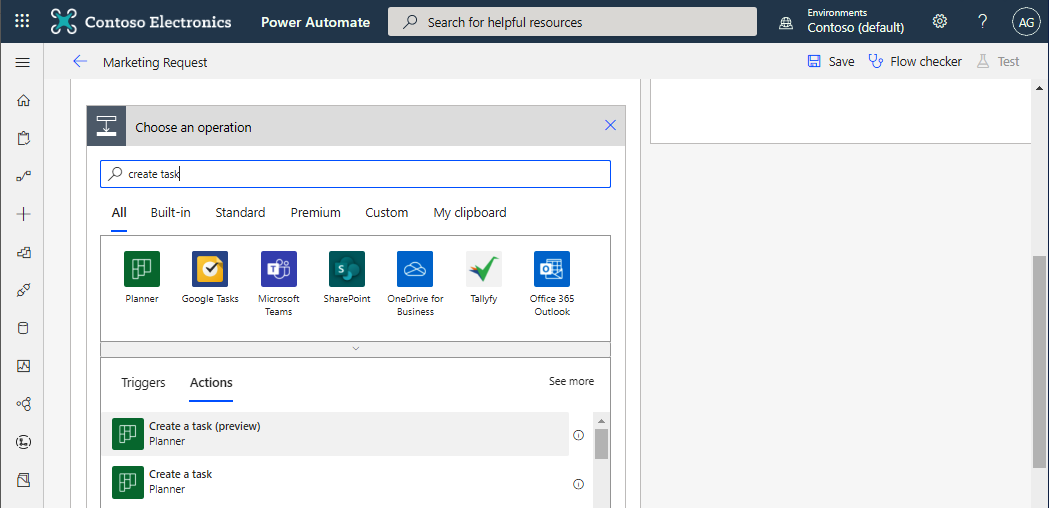 Contoso Electronics
Power Automate
Search for helpful resources
Environments
Contoso (default)
?
AG
Marketing Request
Save
Flow checker
Test
Choose an operation
create task
All
Built-in
Standard
Premium
Custom
My clipboard
Planner
Google Tasks
Microsoft
Teams
SharePoint
OneDrive for
Business
Tallyfy
Office 365
Outlook
Triggers
Actions
See more
Create a task (preview)
Planner
Create a task
Planner